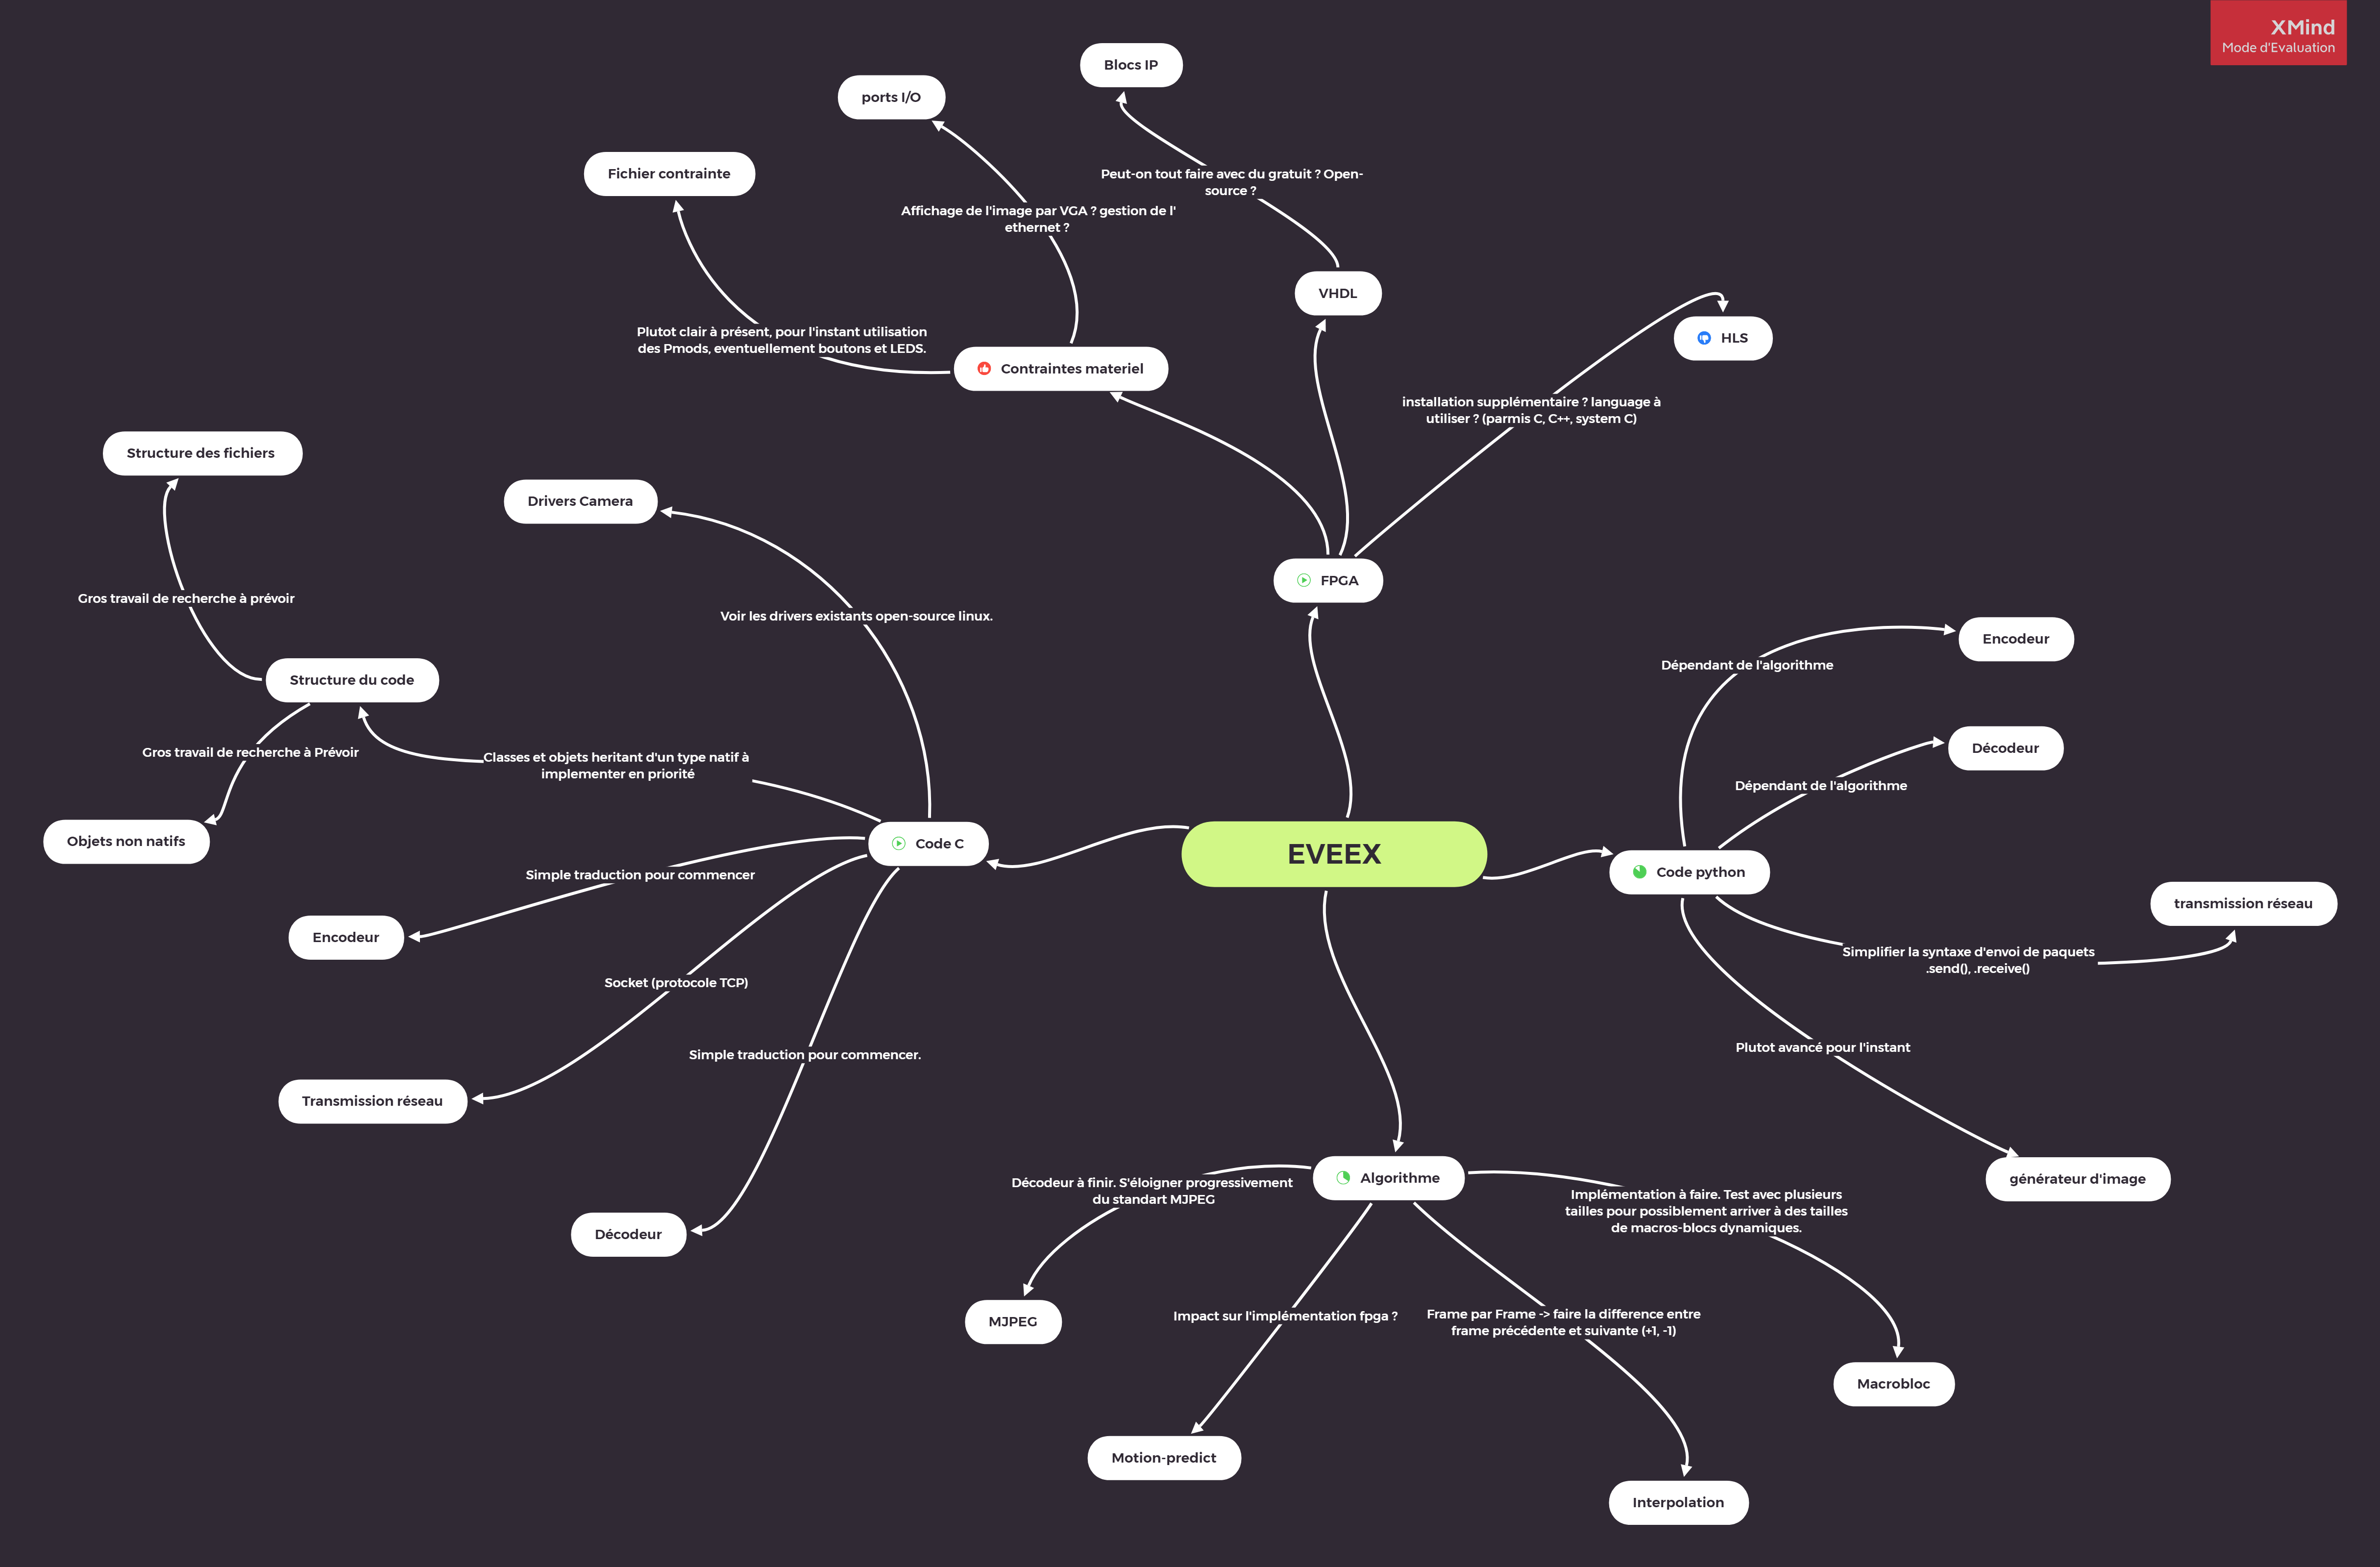 XMind
Mode d'Evaluation
Blocs IP
ports I/O
Fichier contrainte
Peut-on tout faire avec du gratuit ? Open-
source ?
Affichage de l'image par VGA ? gestion de l'
ethernet ?
VHDL
HLS
Plutot clair à présent, pour l'instant utilisation
des Pmods, eventuellement boutons et LEDS.
Contraintes materiel
installation supplémentaire ? language à
utiliser ? (parmis C, C++, system C)
Structure des fichiers
Drivers Camera
FPGA
Gros travail de recherche à prévoir
Voir les drivers existants open-source linux.
Encodeur
Dépendant de l'algorithme
Structure du code
Décodeur
Gros travail de recherche à Prévoir
Classes et objets heritant d'un type natif à
implementer en priorité
Dépendant de l'algorithme
Objets non natifs
Code C
EVEEX
Code python
Simple traduction pour commencer
transmission réseau
Encodeur
Simplifier la syntaxe d'envoi de paquets
.send(), .receive()
Socket (protocole TCP)
Plutot avancé pour l'instant
Simple traduction pour commencer.
Transmission réseau
Décodeur à finir. S'éloigner progressivement
du standart MJPEG
Algorithme
générateur d'image
Implémentation à faire. Test avec plusieurs
tailles pour possiblement arriver à des tailles
de macros-blocs dynamiques.
Décodeur
MJPEG
Impact sur l'implémentation fpga ?
Frame par Frame -> faire la difference entre
frame précédente et suivante (+1, -1)
Macrobloc
Motion-predict
Interpolation